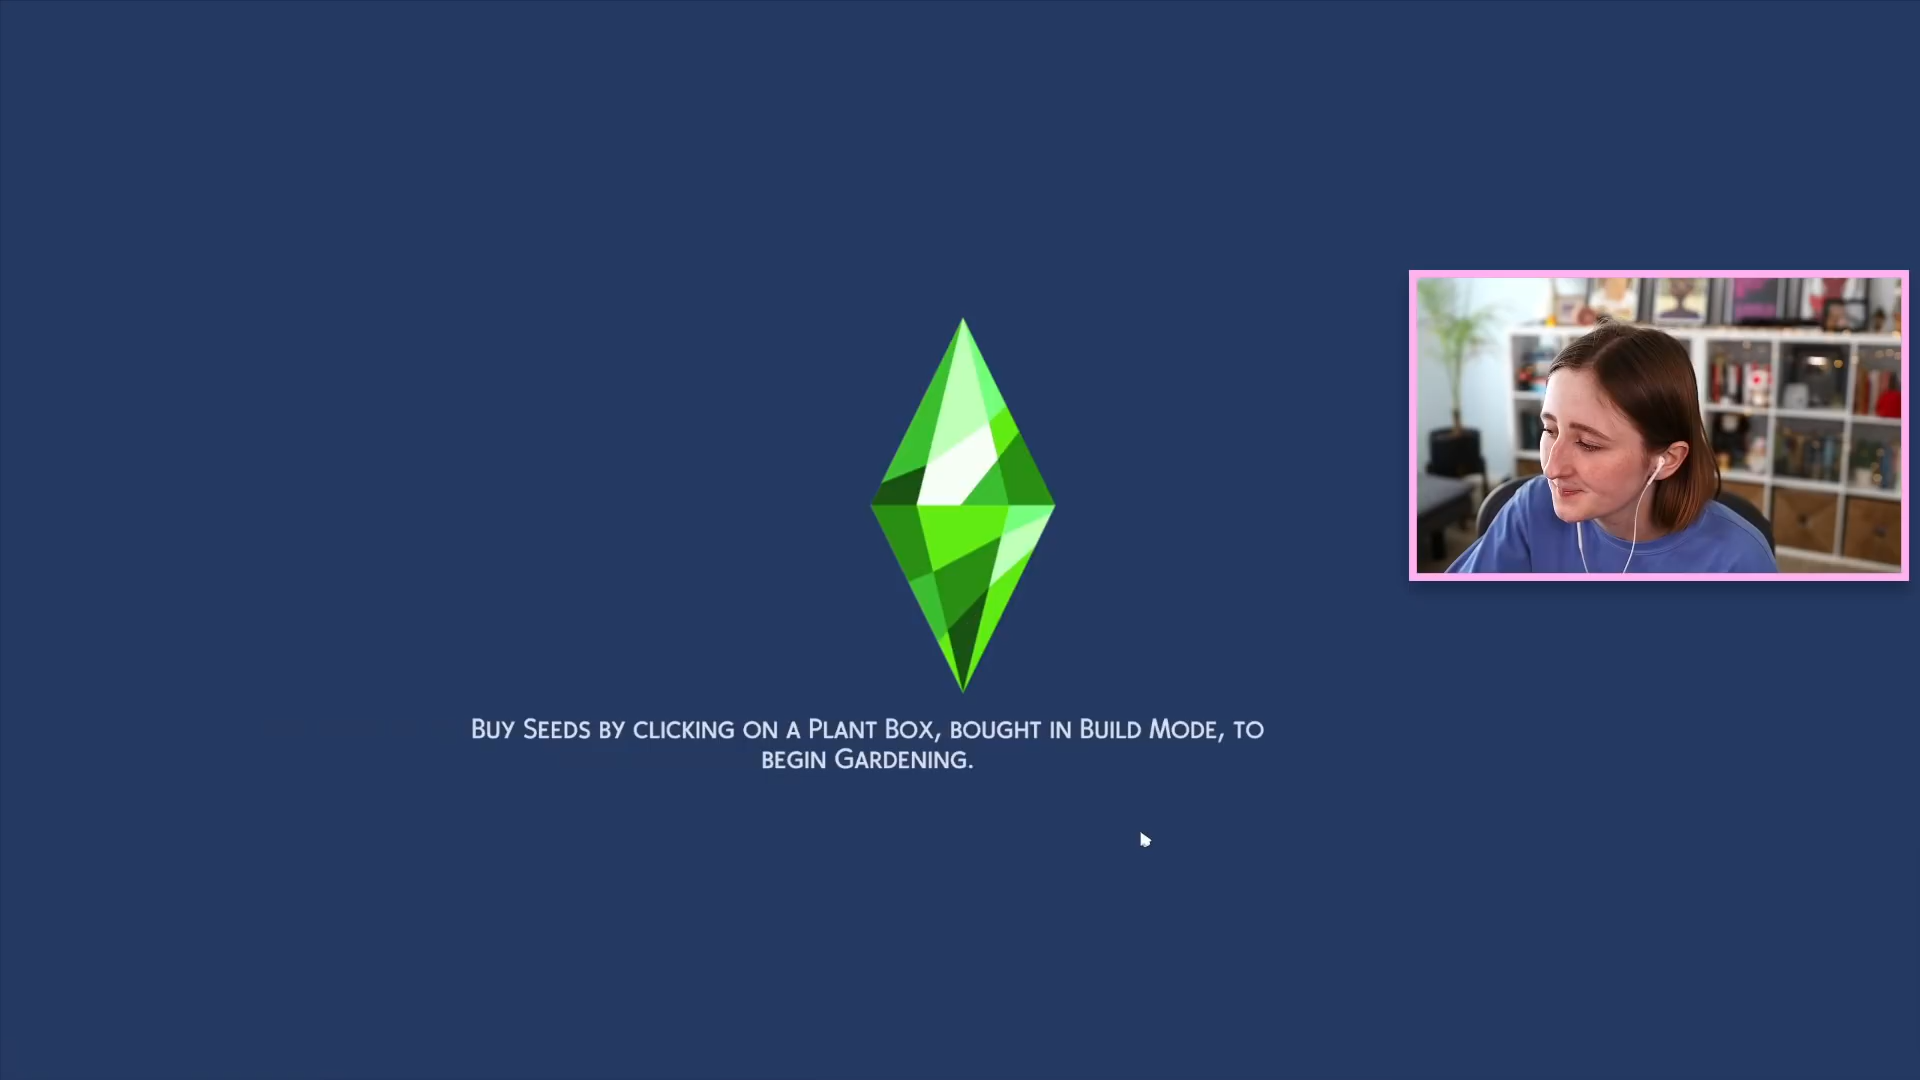 Buy Seeds by clicking on a Plant Box, bought in Build Mode, to
begin Gardening.